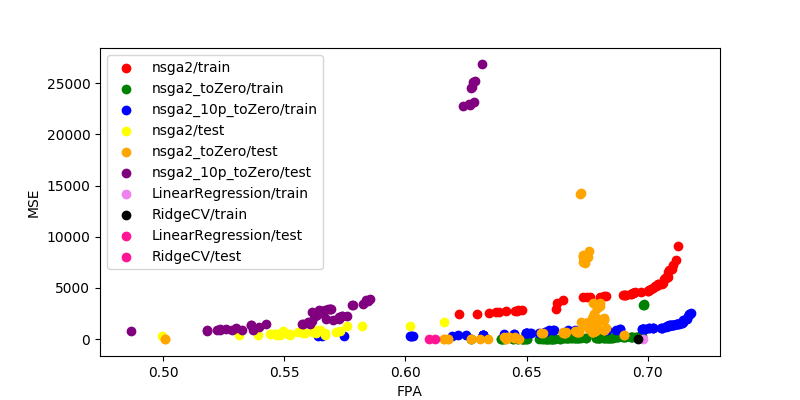 25000
20000
15000
10000
5000
0
MSE
nsga2/train
nsga2_toZero/train
nsga2_10p_toZero/train
nsga2/test
nsga2_toZero/test
nsga2_10p_toZero/test
LinearRegression/train
RidgeCV/train
LinearRegression/test
RidgeCV/test
0.50 0.55 0.60 0.65 0.70
FPA